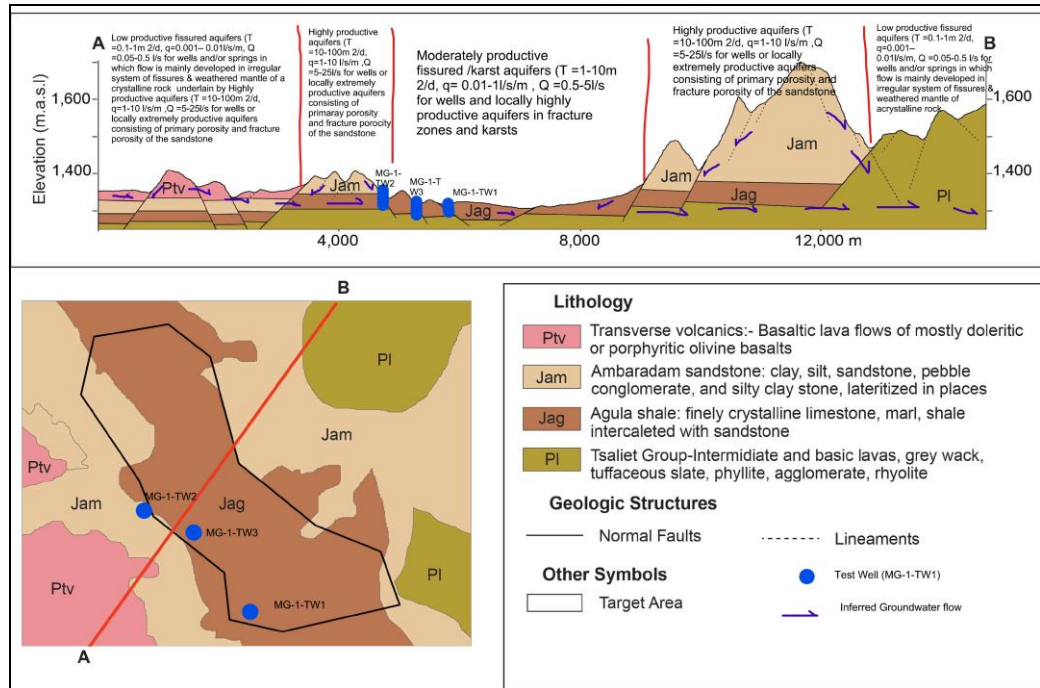 A
Low productive fissured aquifers (T
=0.1-1m 2/d, q=0.001– 0.01l/s/m, Q
=0.05-0.5 l/s for wells and/or springs in
which flow is mainly developed in irregular
system of fissures & weathered mantle of a
crystalline rock underlain by Highly
productive aquifers (T =10-100m 2/d,
q=1-10 l/s/m ,Q =5-25l/s for wells or
locally extremely productive aquifers
consisting of primary porosity and fracture
porosity of the sandstone
Highly productive
aquifers (T
=10-100m 2/d,
q=1-10 l/s/m ,Q
=5-25l/s for wells or
locally extremely
productive aquifers
consisting of
primaray porosity
and fracture
porocity of the
sandstone
Moderately productive
fissured /karst aquifers (T =1-10m
2/d, q= 0.01-1l/s/m , Q =0.5-5l/s
for wells and locally highly
productive aquifers in fracture
zones and karsts
Highly productive aquifers (T
=10-100m 2/d, q=1-10 l/s/m ,Q
=5-25l/s for wells or locally
extremely productive aquifers
consisting of primary porosity and
fracture porosity of the sandstone
Low productive fissured
aquifers (T =0.1-1m 2/d,
q=0.001–
0.01l/s/m, Q =0.05-0.5 l/s for
wells and/or springs in which
flow is mainly developed in
irregular system of fissures &
weathered mantle of
acrystalline rock
B
Elevation (m.a.s.l)
1,600
1,400
1,600
1,400
Ptv
Jam
MG-1-
TW2
MG-1-T
W3
MG-1-TW1
Jag
Jam
Jam
Jag
Pl
4,000
8,000
12,000 m
B
Pl
Jam
Ptv
Jam
MG-1-TW2
Jag
MG-1-TW3
Ptv
Pl
MG-1-TW1
A
Lithology
Ptv
Transverse volcanics:- Basaltic lava flows of mostly doleritic
or porphyritic olivine basalts
Jam
Ambaradam sandstone: clay, silt, sandstone, pebble
conglomerate, and silty clay stone, lateritized in places
Jag
Agula shale: finely crystalline limestone, marl, shale
intercaleted with sandstone
Pl
Tsaliet Group-Intermidiate and basic lavas, grey wack,
tuffaceous slate, phyllite, agglomerate, rhyolite
Geologic Structures
Normal Faults
Lineaments
Other Symbols
Test Well (MG-1-TW1)
Target Area
Inferred Groundwater flow